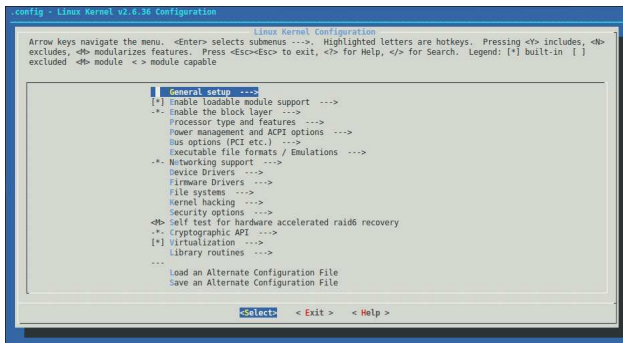 .config - Linux Kernel v2.6.36 Configuration
Linux Kernel Configuration
Arrow keys navigate the menu.  <Enter> selects submenus --->.  Highlighted letters are hotkeys.  Pressing <Y> includes, <N>
excludes, <M> modularizes features.  Press <Esc><Esc> to exit, <?> for Help, </> for Search.  Legend: [*] built-in  [ ]
excluded  <M> module  < > module capable
General setup  --->
[*] Enable loadable module support  --->
-*- Enable the block layer  --->
Processor type and features  --->
Power management and ACPI options  --->
Bus options (PCI etc.)  --->
Executable file formats / Emulations  --->
-*- Networking support  --->
Device Drivers  --->
Firmware Drivers  --->
File systems  --->
Kernel hacking  --->
Security options  --->
<M> Self test for hardware accelerated raid6 recovery
-*- Cryptographic API  --->
[*] Virtualization  --->
Library routines  --->
---
Load an Alternate Configuration File
Save an Alternate Configuration File
<Select>    < Exit >    < Help >